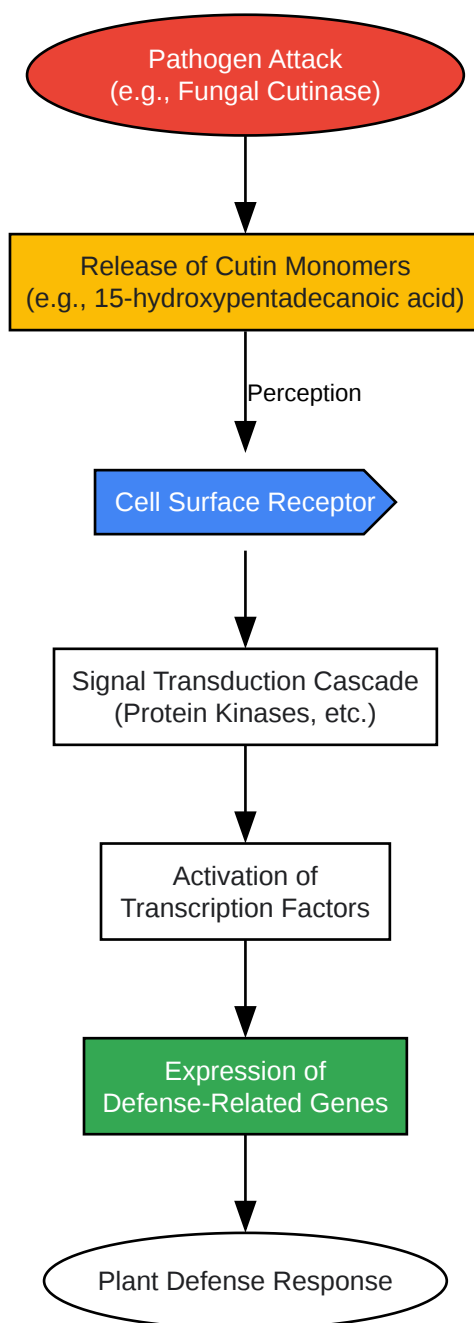 Pathogen Attack
(e.g., Fungal Cutinase)
Release of Cutin Monomers
(e.g., 15-hydroxypentadecanoic acid)
Perception
Cell Surface Receptor
Signal Transduction Cascade
(Protein Kinases, etc.)
Activation of
Transcription Factors
Expression of
Defense-Related Genes
Plant Defense Response